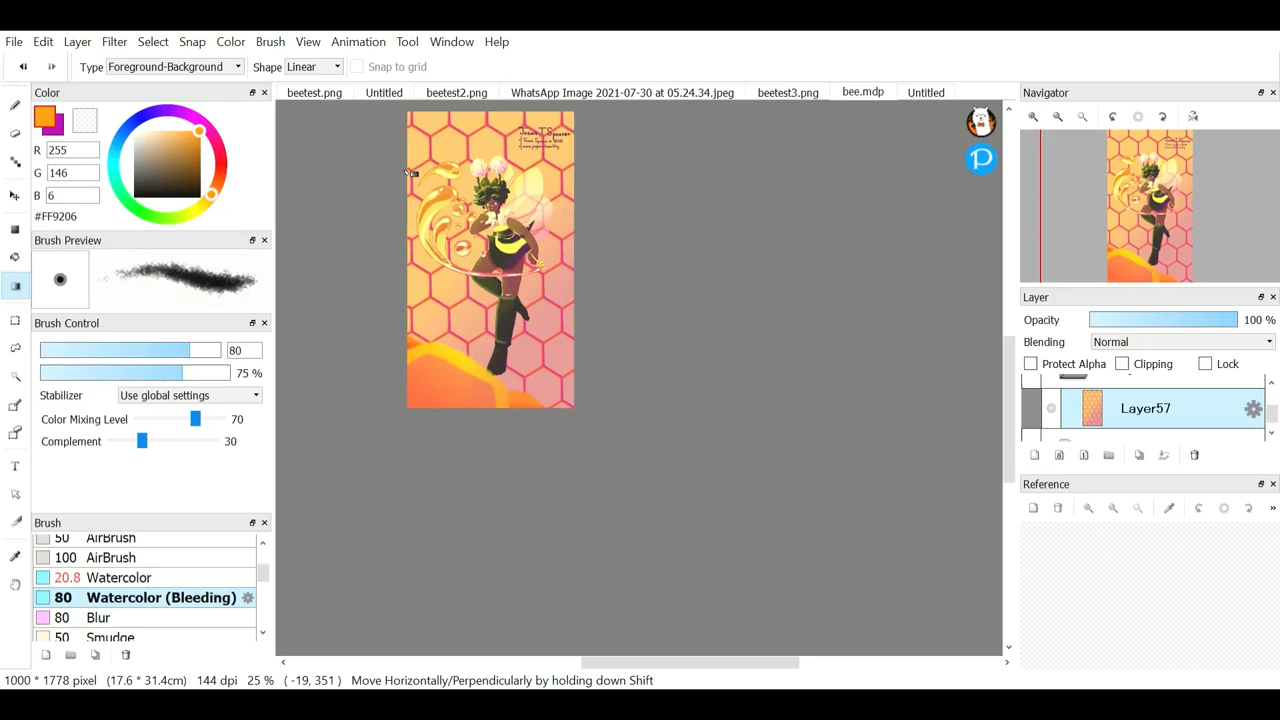 File Edit Layer Filter Select Snap Color Brush View Animation Tool Window Help
Type Foreground-Background Shape Linear Snap to grid
Color
beetest.png Untitled beetest2.png WhatsApp Image 2021-07-30 at 05.24.34.jpeg beetest3.png bee.mdp Untitled
Navigator
R 255
G 146
B 6
#FF9206
Brush Preview
Brush Control
80
75 %
Stabilizer Use global settings
Color Mixing Level 70
Complement 30
Brush
50 AirBrush
100 AirBrush
20.8 Watercolor
80 Watercolor (Bleeding)
80 Blur
50 Smudge
Jason T Spooner
P
Layer
Opacity 100 %
Blending Normal
Protect Alpha Clipping Lock
Layer57
Reference
1000 * 1778 pixel (17.6 * 31.4cm) 144 dpi 25 % ( -19, 351 ) Move Horizontally/Perpendicularly by holding down Shift